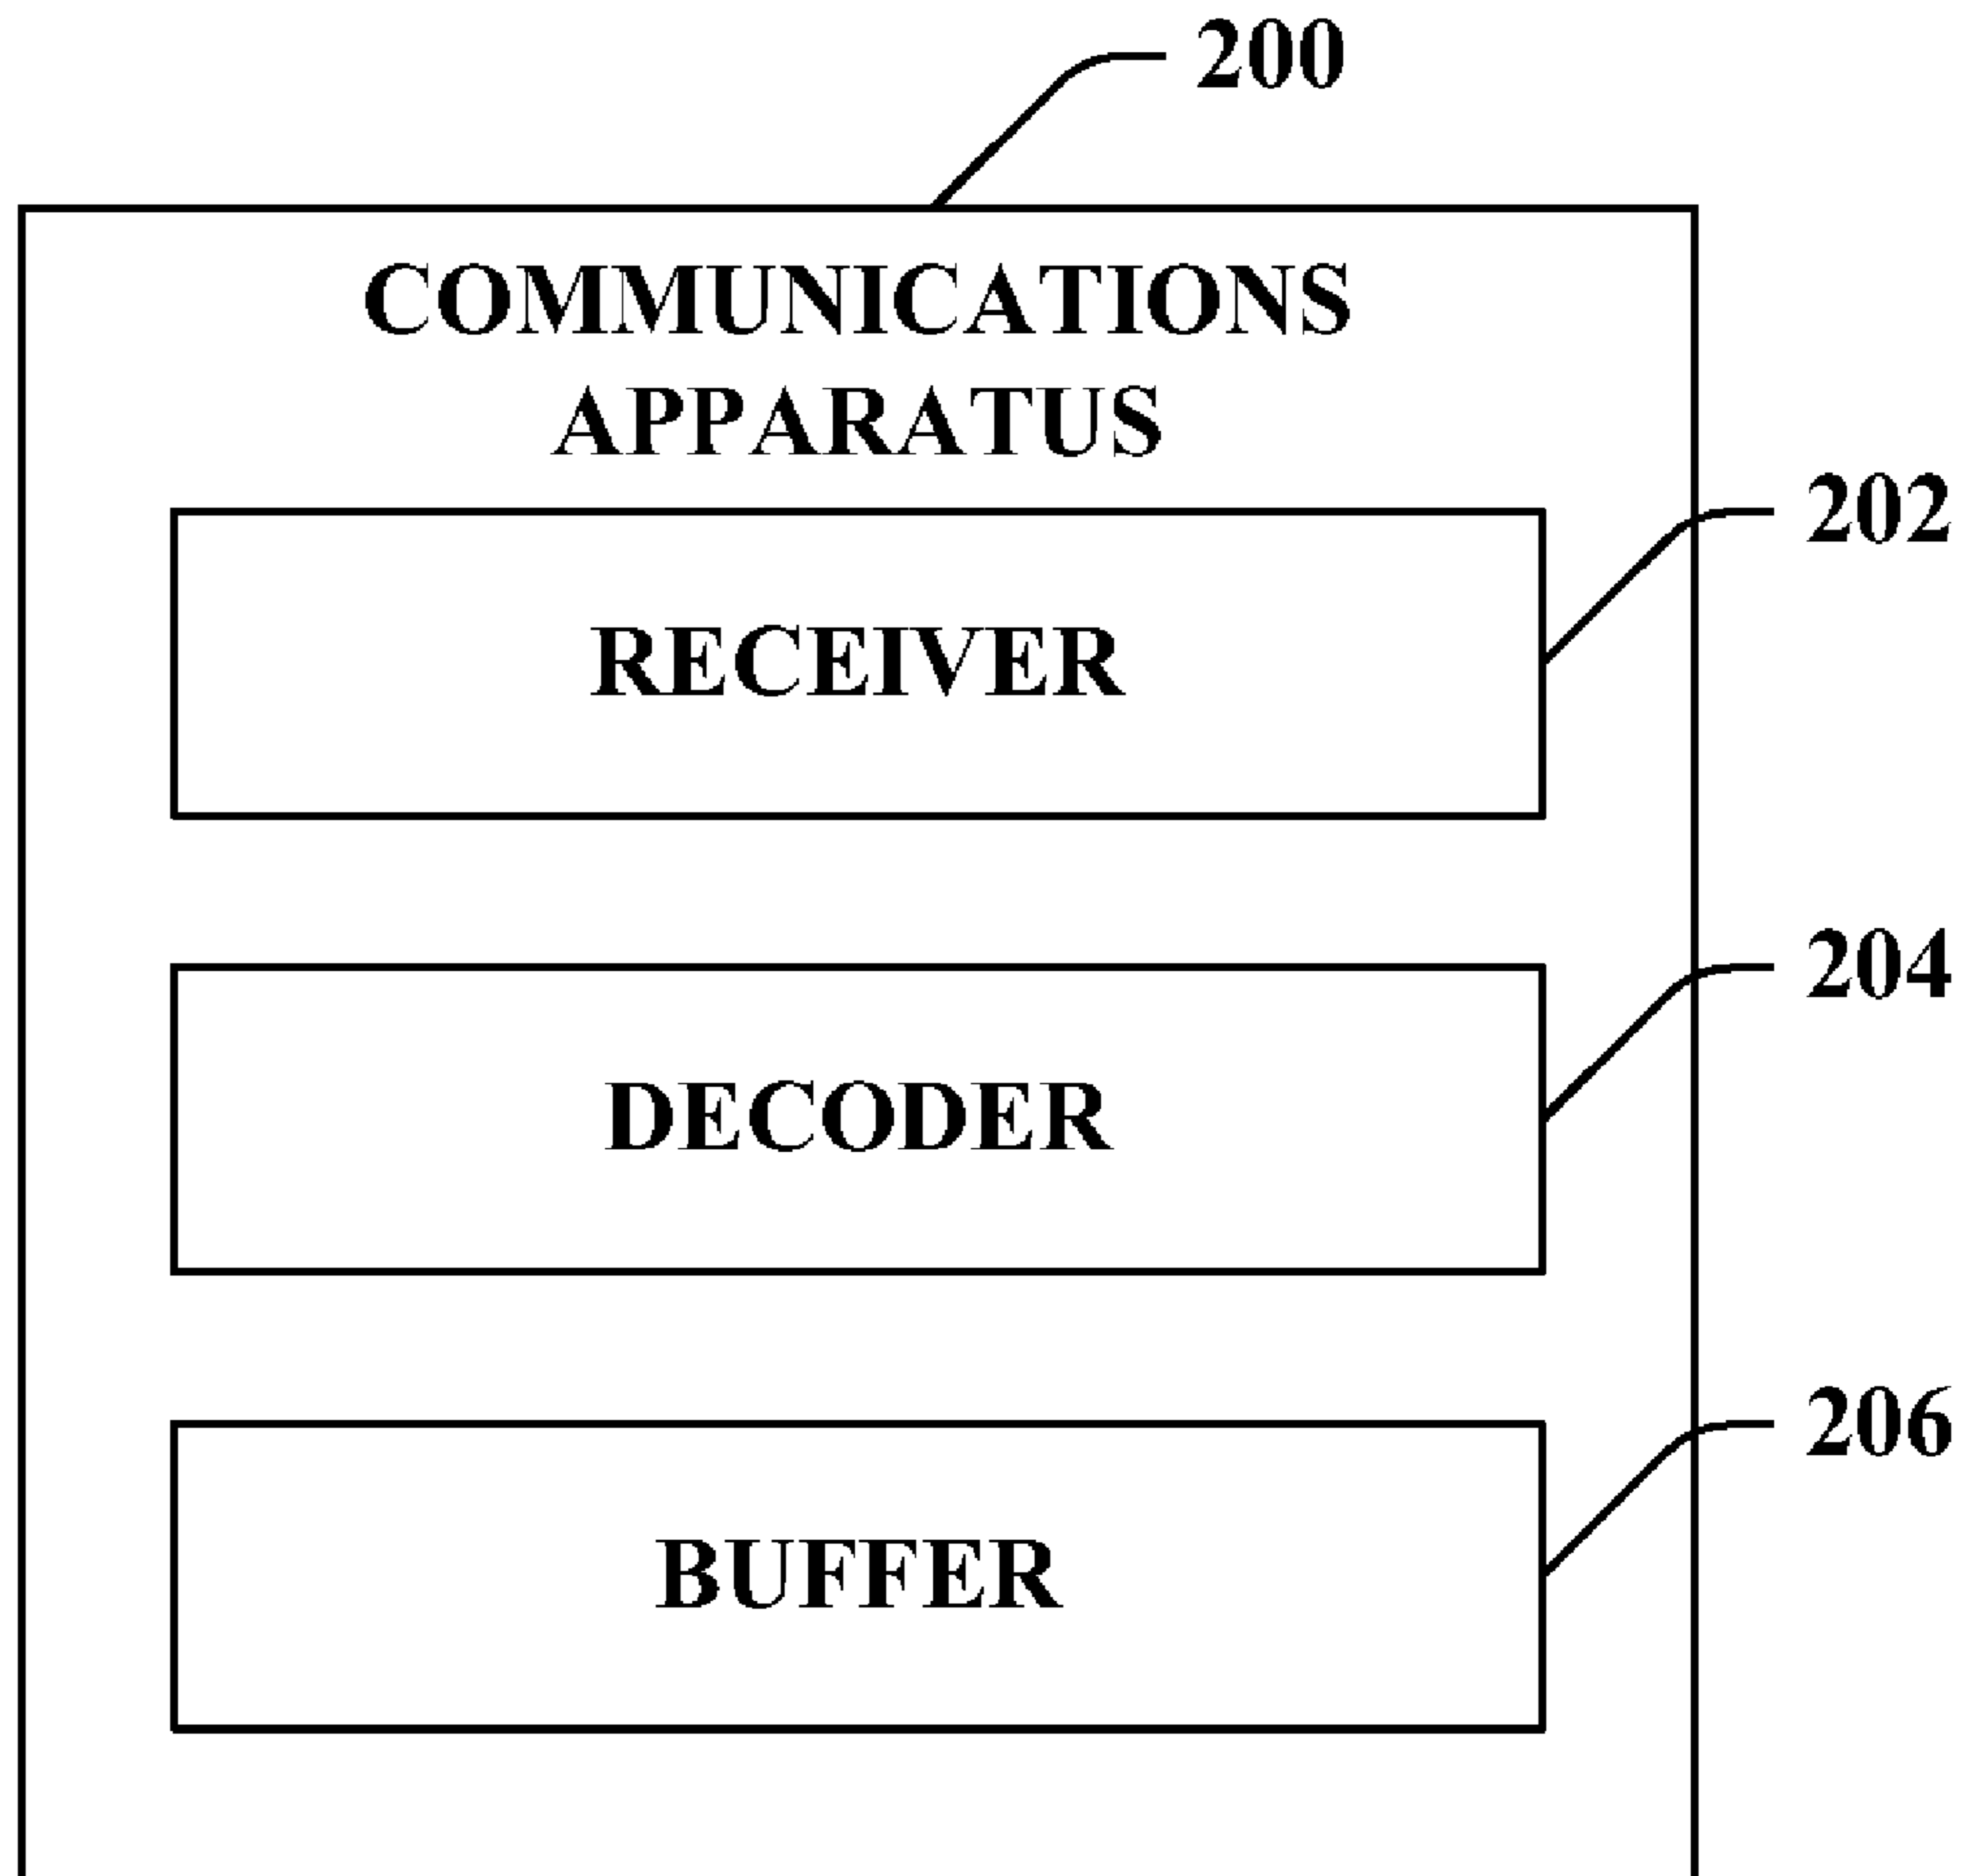 200
COMMUNICATIONS
APPARATUS
202
RECEIVER
204
DECODER
206
BUFFER